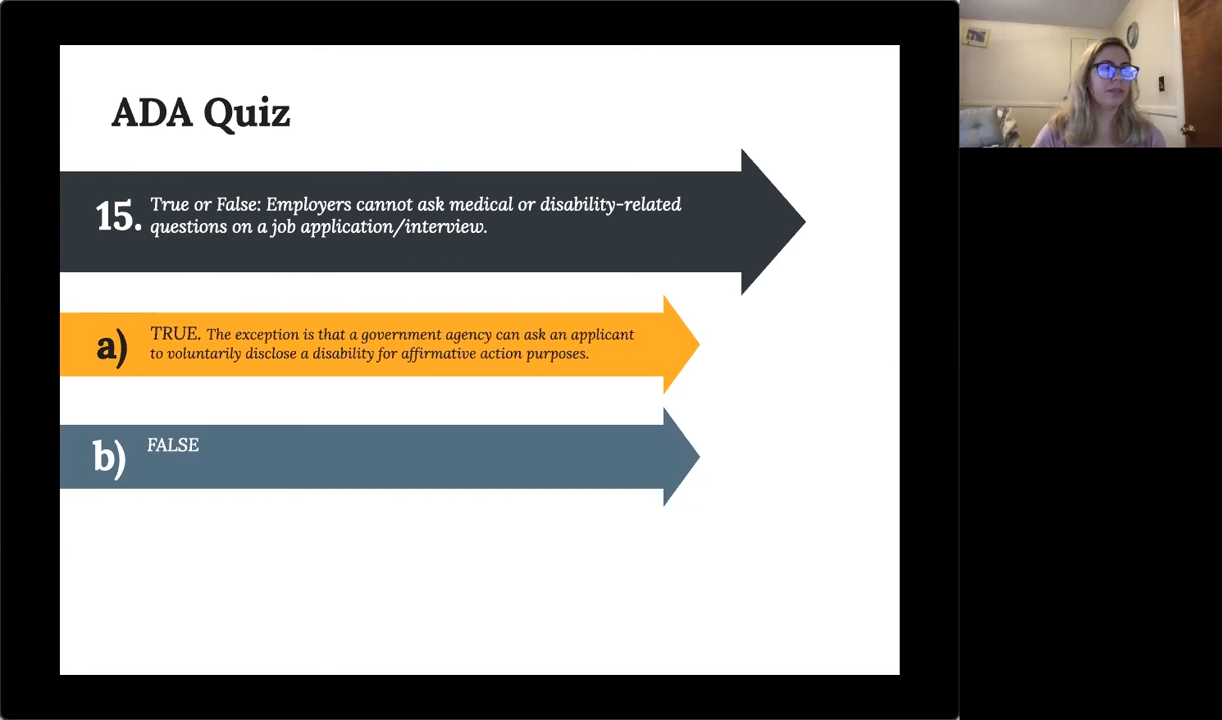 ADA Quiz
15.
True or False: Employers cannot ask medical or disability-related
questions on a job application/interview.
a)
TRUE. The exception is that a government agency can ask an applicant
to voluntarily disclose a disability for affirmative action purposes.
b)
FALSE